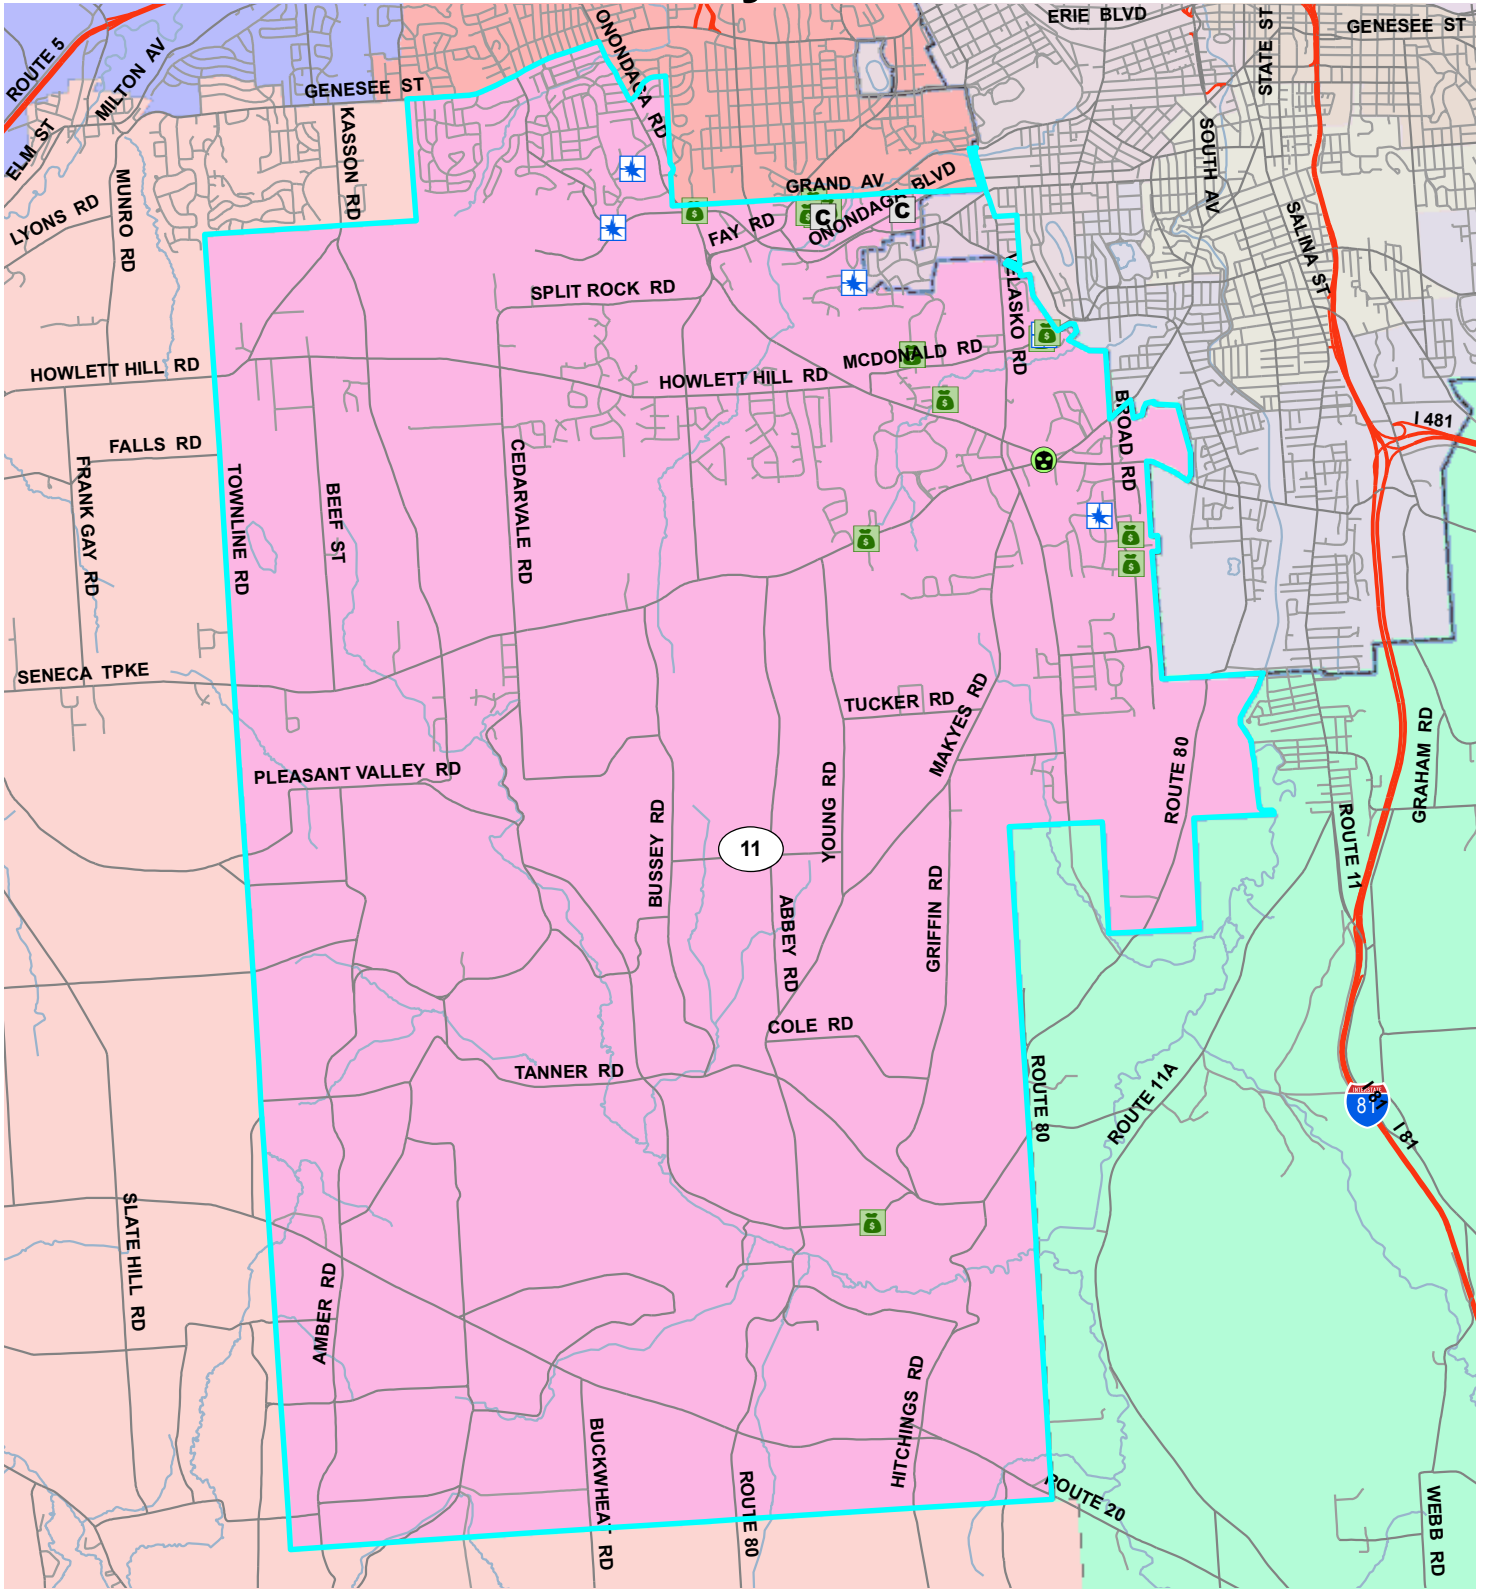 ERIE BLVD
STATE ST
GENESEE ST
ROUTE 5
MILTON AV
ONONDAGA RD
GENESEE ST
ELM ST
KASSON RD
SOUTH AV
MUNRO RD
LYONS RD
GRAND AV
ONONDAGA BLVD
FAY RD
C
C
SALINA ST
VELASKO RD
SPLIT ROCK RD
MCDONALD RD
HOWLETT HILL RD
HOWLETT HILL RD
BROAD RD
I 481
FALLS RD
FRANK GAY RD
TOWNLINE RD
BEEF ST
CEDARVALE RD
SENECA TPKE
TUCKER RD
MAKYES RD
ROUTE 80
GRAHAM RD
PLEASANT VALLEY RD
BUSSEY RD
11
YOUNG RD
ROUTE 11
ABBEY RD
GRIFFIN RD
COLE RD
TANNER RD
ROUTE 80
ROUTE 11A
INTERSTATE
81
I 81
I 81
SLATE HILL RD
AMBER RD
HITCHINGS RD
BUCKWHEAT RD
ROUTE 80
ROUTE 20
WEBB RD